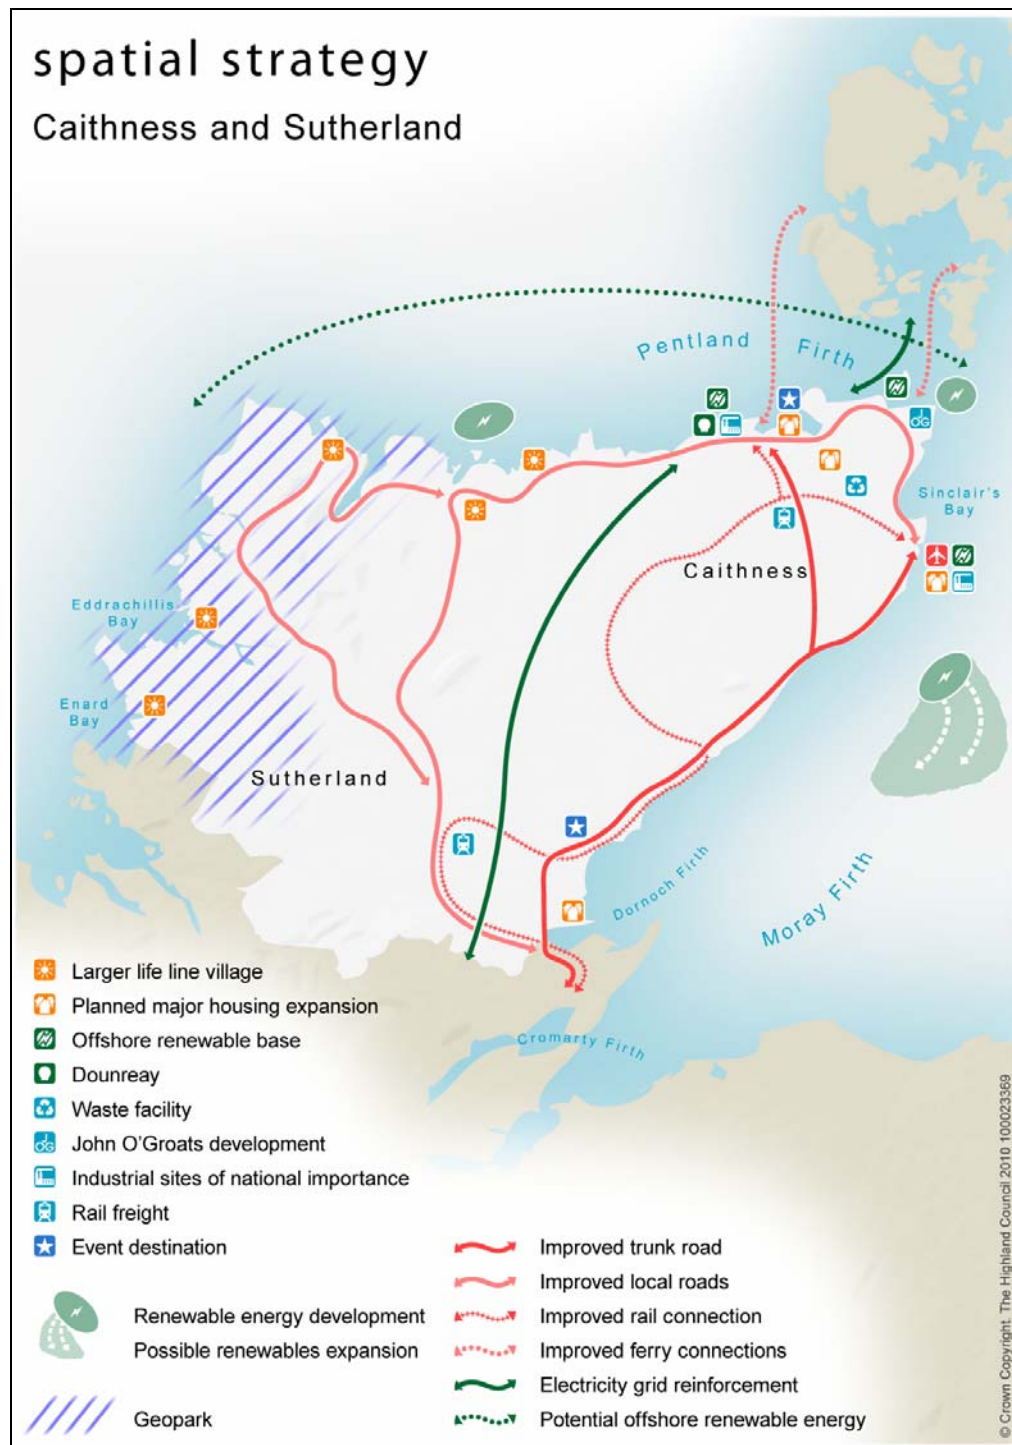 spatial strategy
Caithness and Sutherland
Pentland Firth
Sinclair's
Bay
Caithness
Eddrachillis
Bay
Enard
Bay
Sutherland
Dornoch Firth
Moray Firth
Cromarty Firth
JOG
Larger life line village
Planned major housing expansion
Offshore renewable base
Dounreay
Waste facility
John O'Groats development
Industrial sites of national importance
Rail freight
Event destination
Renewable energy development
Possible renewables expansion
Geopark
Improved trunk road
Improved local roads
Improved rail connection
Improved ferry connections
Electricity grid reinforcement
Potential offshore renewable energy
© Crown Copyright. The Highland Council 2010 100023369